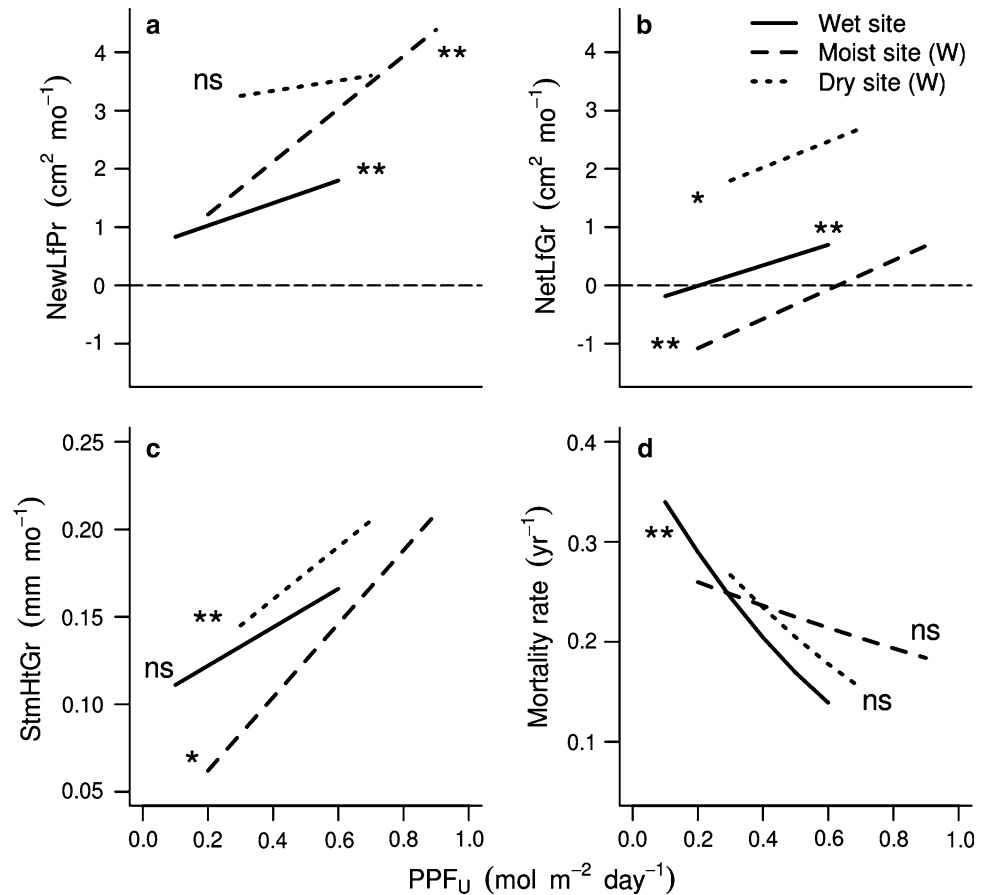 a
NewLfPr (cm² mo⁻¹)
4
3
2
1
0
-1
ns
**
**
b
Wet site
Moist site (W)
Dry site (W)
NetLfGr (cm² mo⁻¹)
4
3
2
1
0
-1
*
**
**
c
StmHtGr (mm mo⁻¹)
0.25
0.20
0.15
0.10
0.05
**
ns
*
0.0 0.2 0.4 0.6 0.8 1.0
d
Mortality rate (yr⁻¹)
0.4
0.3
0.2
0.1
**
ns
ns
0.0 0.2 0.4 0.6 0.8 1.0
PPF_U (mol m⁻² day⁻¹)